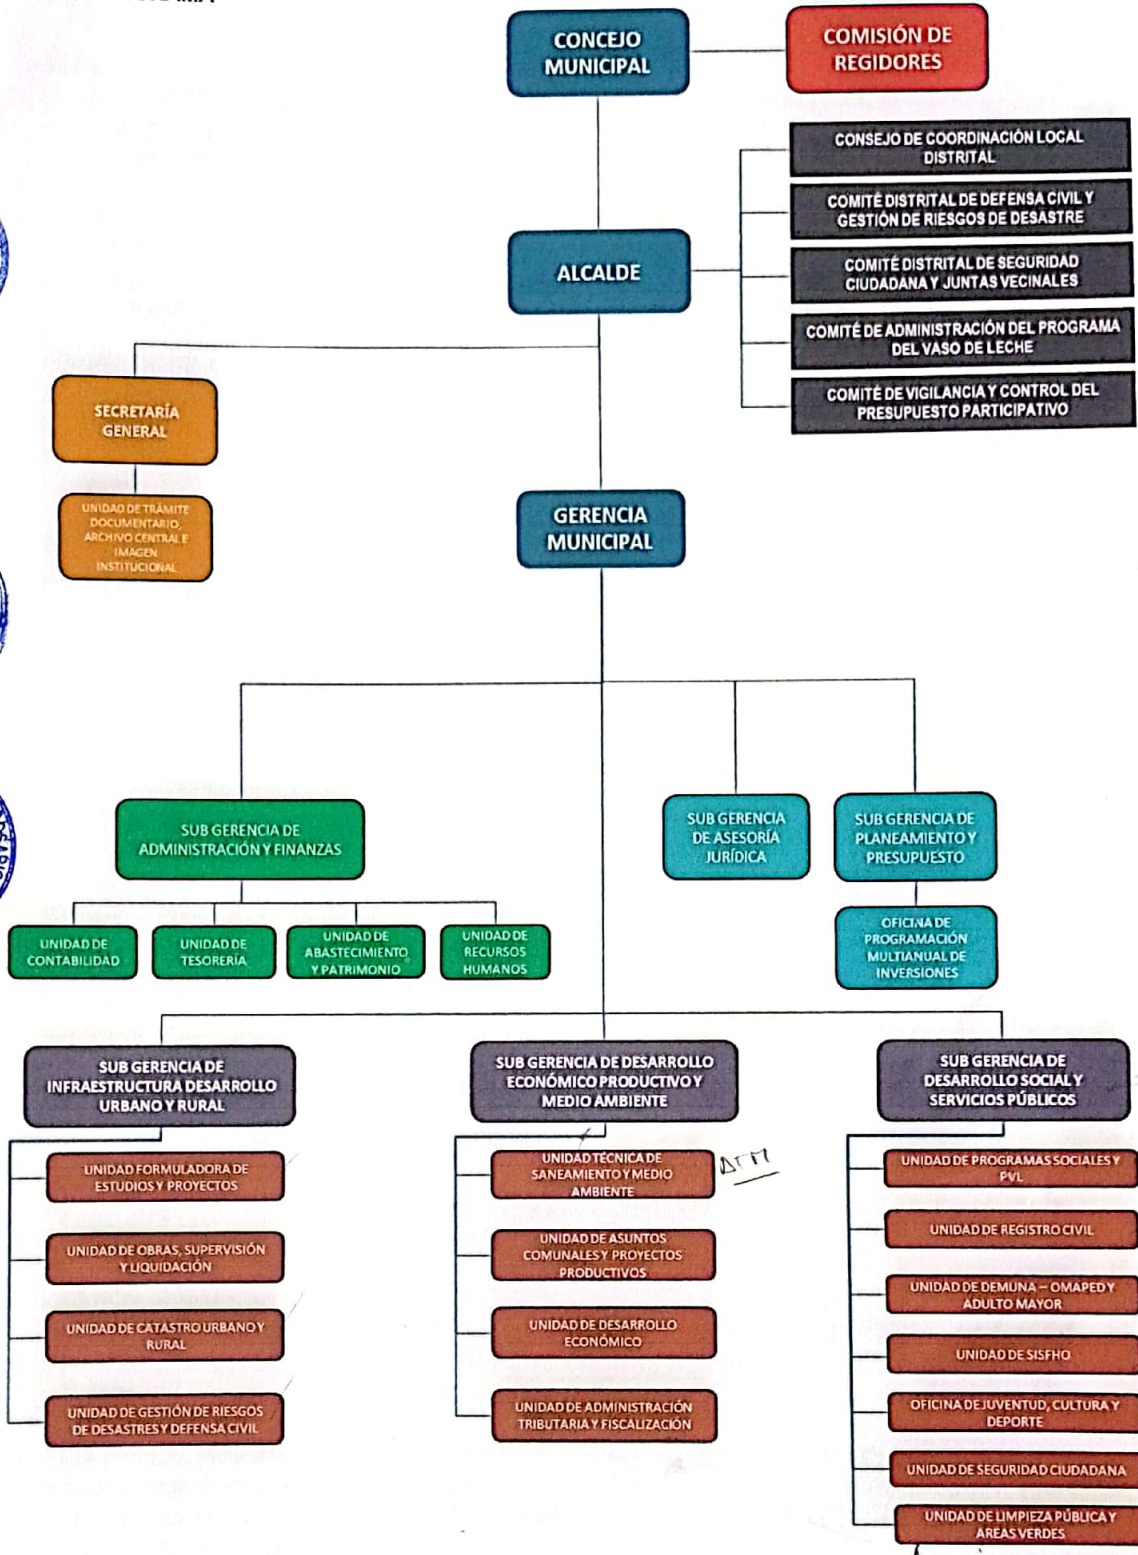 CONCEJO
MUNICIPAL
COMISIÓN DE
REGIDORES
CONSEJO DE COORDINACIÓN LOCAL
DISTRITAL
COMITÉ DISTRITAL DE DEFENSA CIVIL Y
GESTIÓN DE RIESGOS DE DESASTRE
ALCALDE
COMITÉ DISTRITAL DE SEGURIDAD
CIUDADANA Y JUNTAS VECINALES
COMITÉ DE ADMINISTRACIÓN DEL PROGRAMA
DEL VASO DE LECHE
COMITÉ DE VIGILANCIA Y CONTROL DEL
PRESUPUESTO PARTICIPATIVO
SECRETARÍA
GENERAL
UNIDAD DE TRÁMITE
DOCUMENTARIO,
ARCHIVO CENTRAL E
IMAGEN
INSTITUCIONAL
GERENCIA
MUNICIPAL
SUB GERENCIA DE
ADMINISTRACIÓN Y FINANZAS
SUB GERENCIA
DE ASESORÍA
JURÍDICA
SUB GERENCIA DE
PLANEAMIENTO Y
PRESUPUESTO
UNIDAD DE
CONTABILIDAD
UNIDAD DE
TESORERÍA
UNIDAD DE
ABASTECIMIENTO
Y PATRIMONIO
UNIDAD DE
RECURSOS
HUMANOS
OFICINA DE
PROGRAMACIÓN
MULTIANUAL DE
INVERSIONES
SUB GERENCIA DE
INFRAESTRUCTURA DESARROLLO
URBANO Y RURAL
UNIDAD FORMULADORA DE
ESTUDIOS Y PROYECTOS
UNIDAD DE OBRAS, SUPERVISIÓN
Y LIQUIDACIÓN
UNIDAD DE CATASTRO URBANO Y
RURAL
UNIDAD DE GESTIÓN DE RIESGOS
DE DESASTRES Y DEFENSA CIVIL
SUB GERENCIA DE DESARROLLO
ECONÓMICO PRODUCTIVO Y
MEDIO AMBIENTE
UNIDAD TÉCNICA DE
SANEAMIENTO Y MEDIO
AMBIENTE
UNIDAD DE ASUNTOS
COMUNALES Y PROYECTOS
PRODUCTIVOS
UNIDAD DE DESARROLLO
ECONÓMICO
UNIDAD DE ADMINISTRACIÓN
TRIBUTARIA Y FISCALIZACIÓN
SUB GERENCIA DE
DESARROLLO SOCIAL Y
SERVICIOS PÚBLICOS
UNIDAD DE PROGRAMAS SOCIALES Y
PVL
UNIDAD DE REGISTRO CIVIL
UNIDAD DE DEMUNA – OMAPED Y
ADULTO MAYOR
UNIDAD DE SISFHO
OFICINA DE JUVENTUD, CULTURA Y
DEPORTE
UNIDAD DE SEGURIDAD CIUDADANA
UNIDAD DE LIMPIEZA PÚBLICA Y
AREAS VERDES